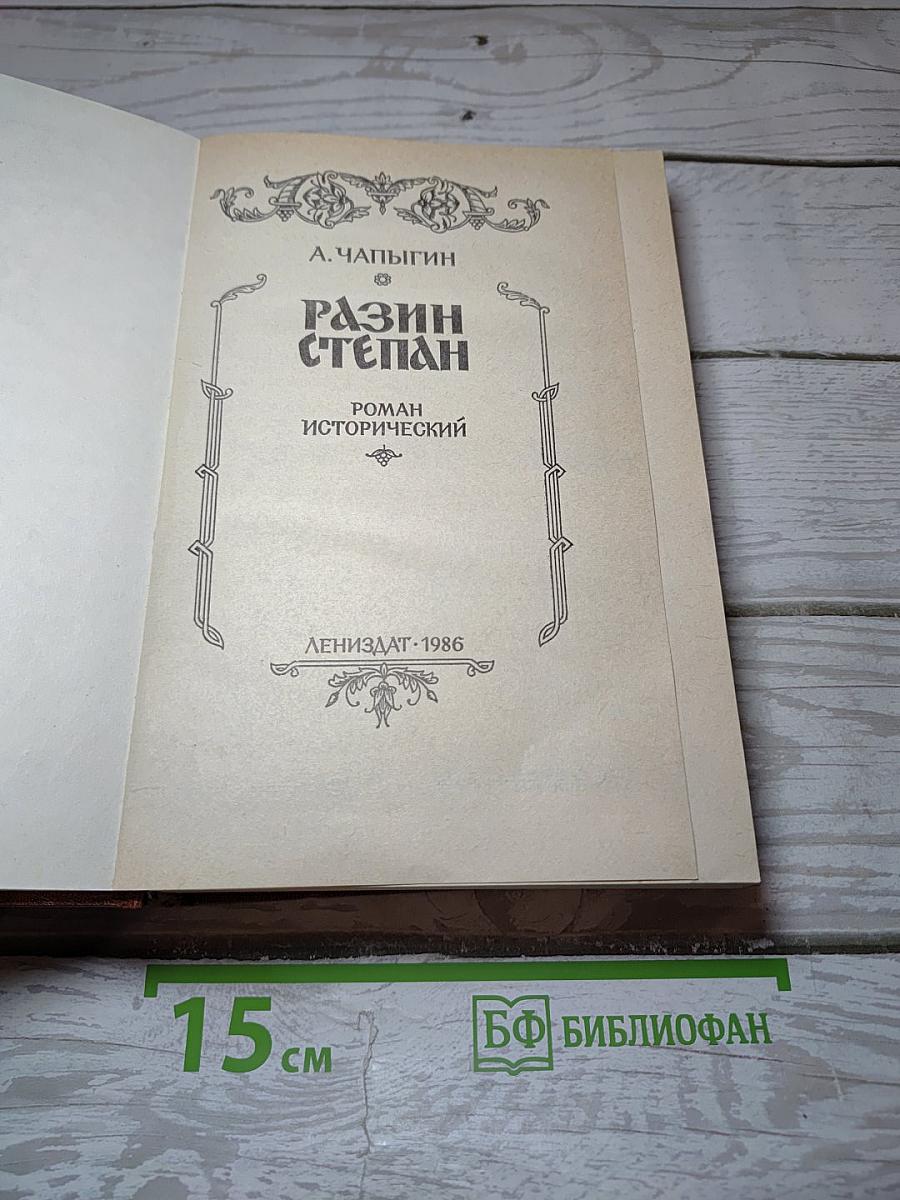 А. ЧАПЫГИН
РАЗИН
СТЕПАН
РОМАН
ИСТОРИЧЕСКИЙ
ЛЕНИЗДАТ · 1986
15 см
БФ БИБЛИОФАН